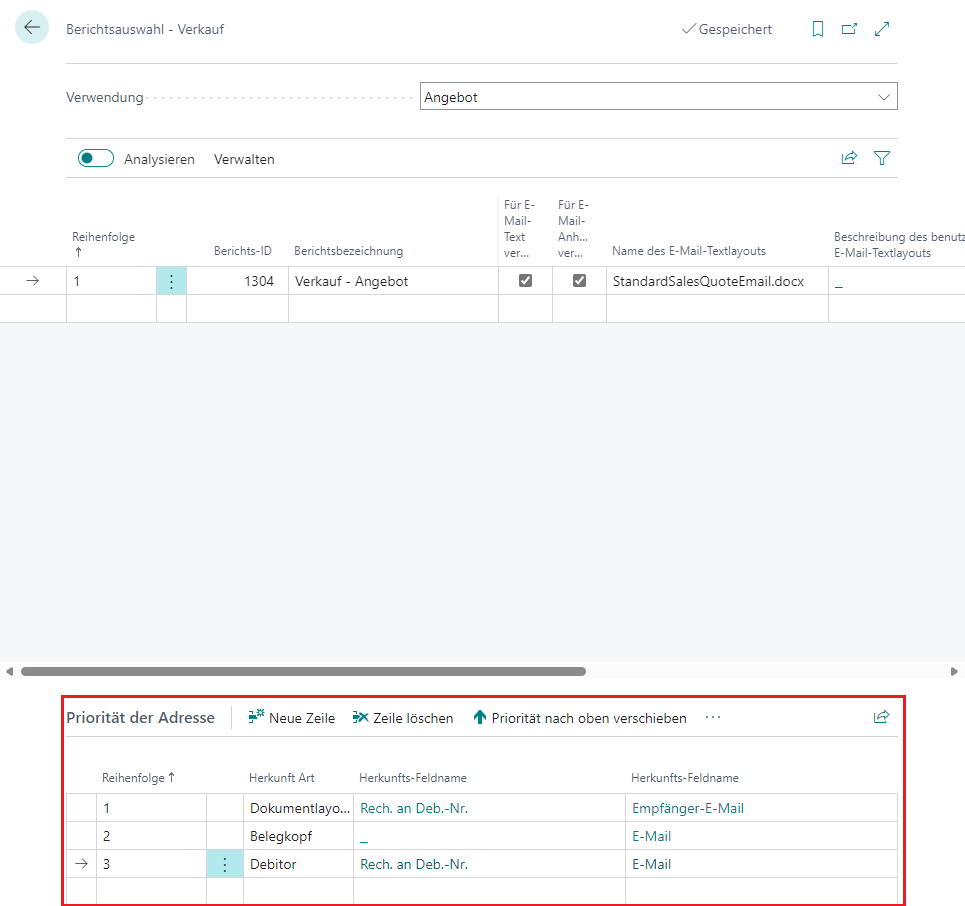 Berichtsauswahl - Verkauf
Gespeichert
Verwendung
Angebot
Analysieren Verwalten
Reihenfolge
Berichts-ID
Berichtsbezeichnung
Für E-
Mail-
Text
ver...
Für E-
Mail-
Anh...
ver...
Name des E-Mail-Textlayouts
Beschreibung des benutz
E-Mail-Textlayouts
1 1304 Verkauf - Angebot StandardSalesQuoteEmail.docx _
Priorität der Adresse Neue Zeile Zeile löschen Priorität nach oben verschieben ...
Reihenfolge ↑ Herkunft Art Herkunfts-Feldname Herkunfts-Feldname
1 Dokumentlayo... Rech. an Deb.-Nr. Empfänger-E-Mail
2 Belegkopf _ E-Mail
3 Debitor Rech. an Deb.-Nr. E-Mail